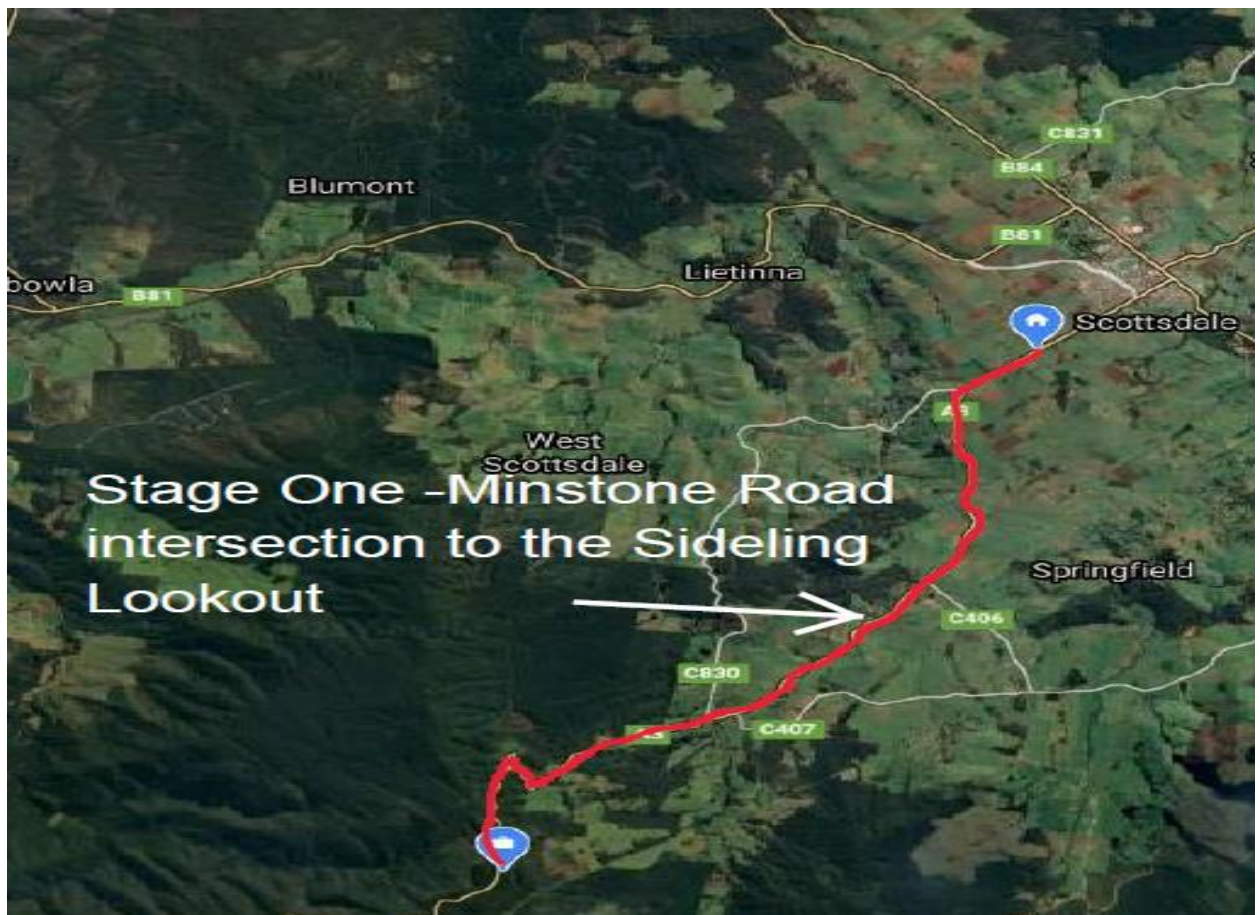 C831
B84
Blumont
B81
Lietinna
bowla
B81
Scottsdale
A3
West
Scottsdale
Stage One -Minstone Road
intersection to the Sideling
Lookout
Springfield
C406
C830
A3
C407